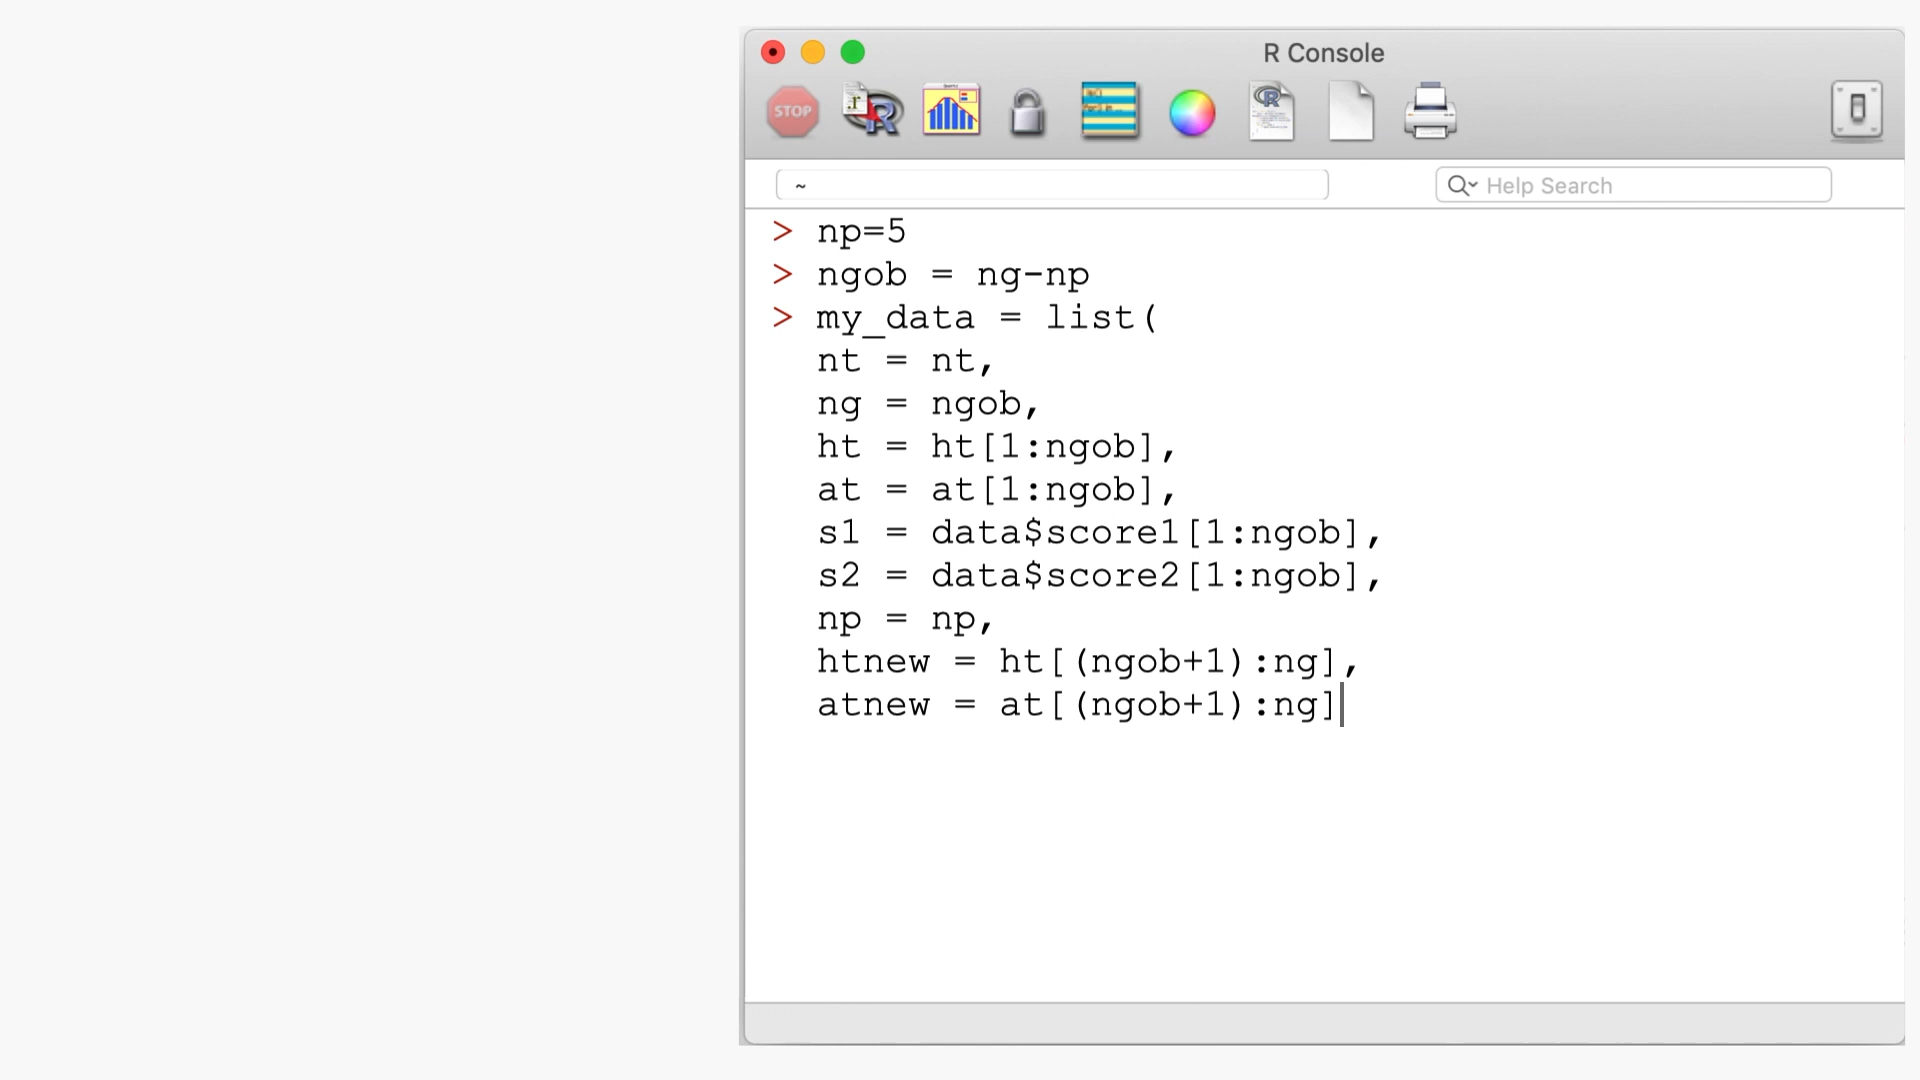 R Console
STOP
~
Help Search
> np=5
> ngob = ng-np
> my_data = list(
nt = nt,
ng = ngob,
ht = ht[1:ngob],
at = at[1:ngob],
s1 = data$score1[1:ngob],
s2 = data$score2[1:ngob],
np = np,
htnew = ht[(ngob+1):ng],
atnew = at[(ngob+1):ng]